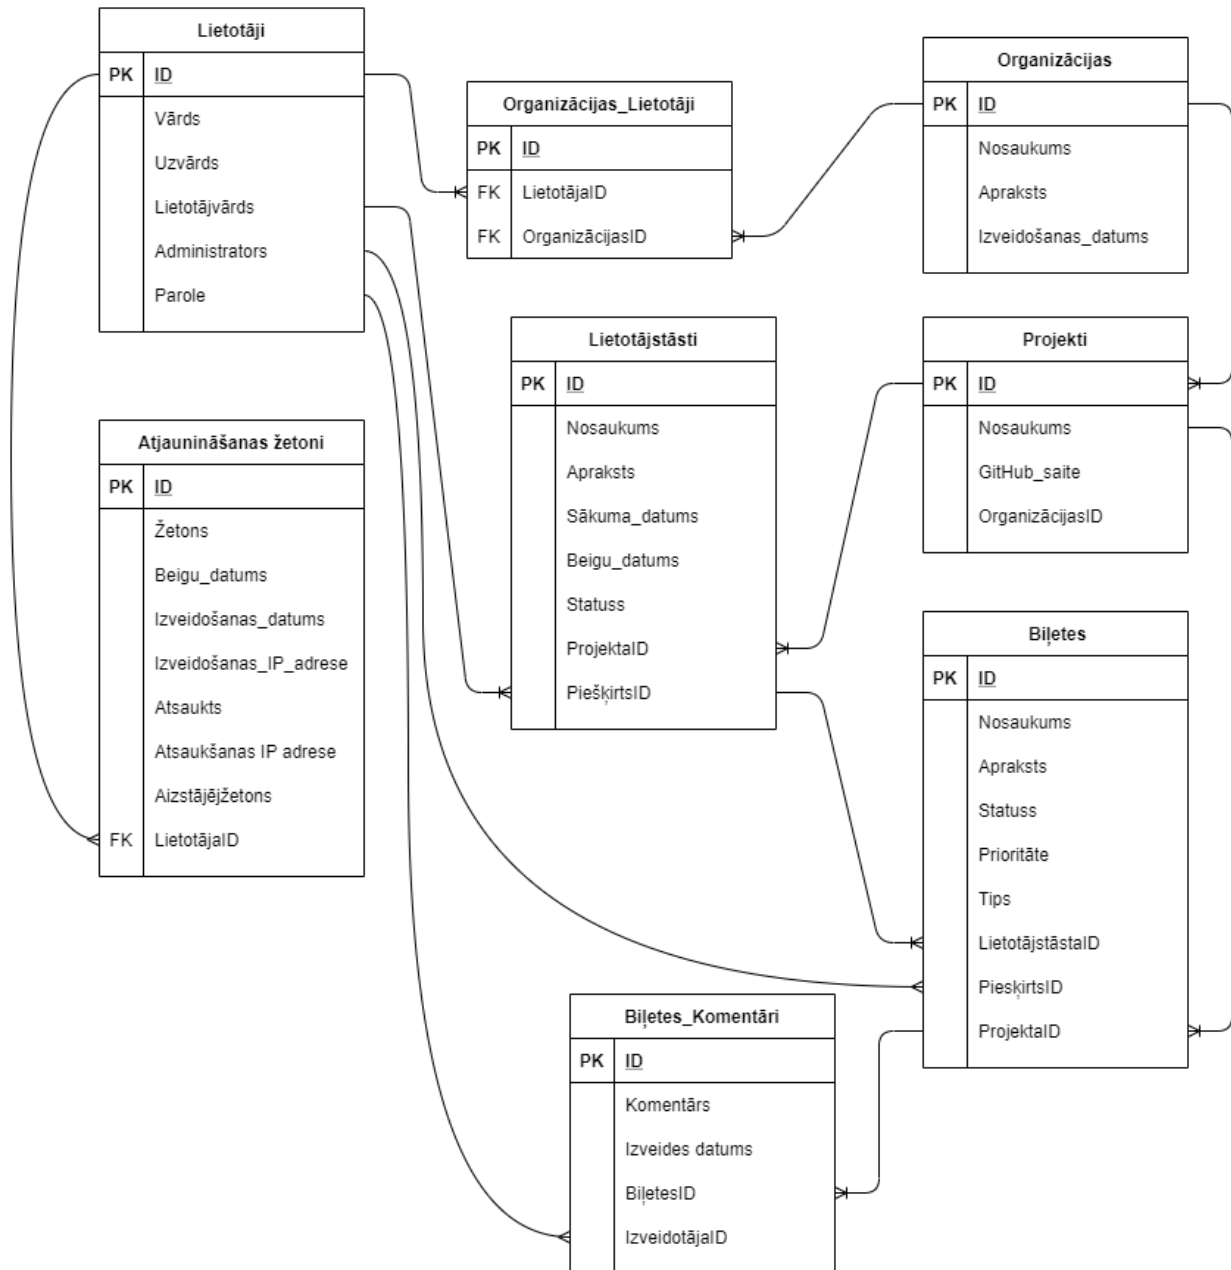 Lietotāji
PK ID
Vārds
Uzvārds
Lietotājvārds
Administrators
Parole
Organizācijas_Lietotāji
PK ID
FK LietotājaID
FK OrganizācijasID
Organizācijas
PK ID
Nosaukums
Apraksts
Izveidošanas_datums
Lietotājstāsti
PK ID
Nosaukums
Apraksts
Sākuma_datums
Beigu_datums
Statuss
ProjektaID
PiešķirtsID
Projekti
PK ID
Nosaukums
GitHub_saite
OrganizācijasID
Atjaunināšanas žetoni
PK ID
Žetons
Beigu_datums
Izveidošanas_datums
Izveidošanas_IP_adrese
Atsaukts
Atsaukšanas IP adrese
Aizstājējžetons
FK LietotājaID
Biļetes
PK ID
Nosaukums
Apraksts
Statuss
Prioritāte
Tips
LietotājstāstaID
PiesķirtsID
ProjektaID
Biļetes_Komentāri
PK ID
Komentārs
Izveides datums
BiļetesID
IzveidotājaID